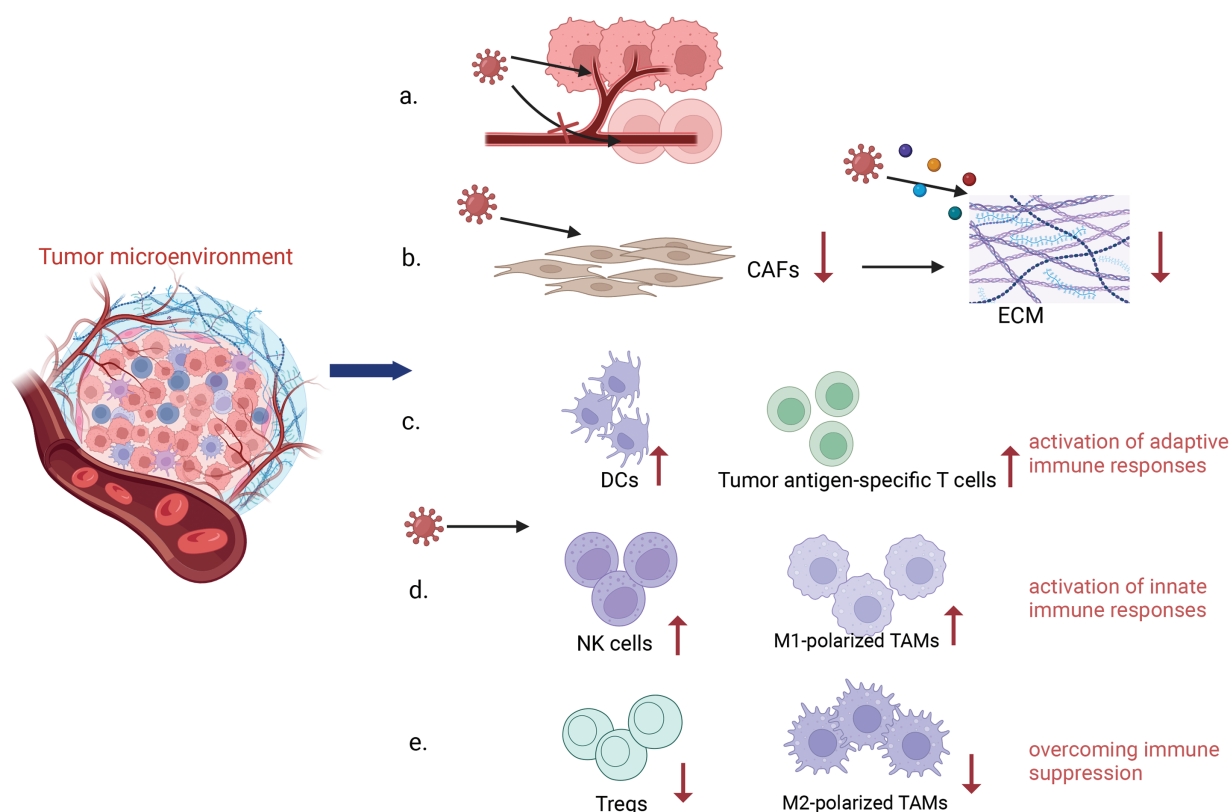 a.
Tumor microenvironment
b.
CAFs
ECM
c.
DCs
Tumor antigen-specific T cells
activation of adaptive
immune responses
d.
NK cells
M1-polarized TAMs
activation of innate
immune responses
e.
Tregs
M2-polarized TAMs
overcoming immune
suppression